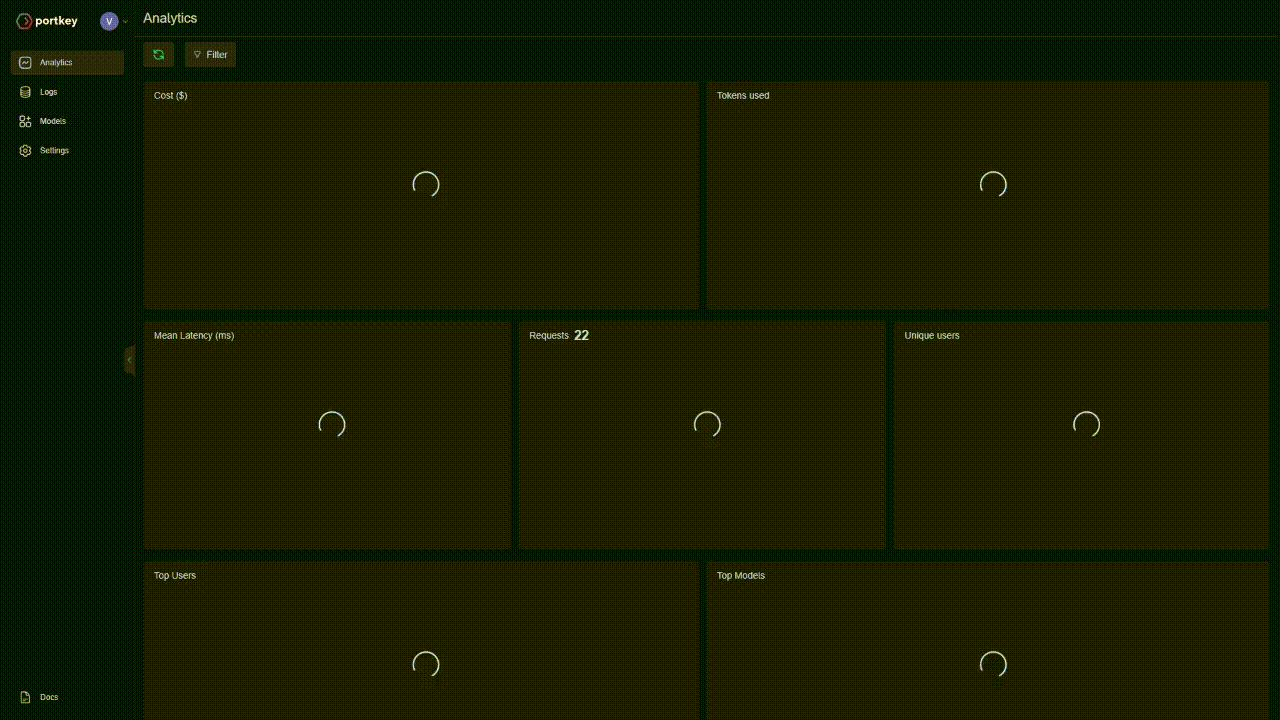 portkey
V
Analytics
Analytics
Logs
Models
Settings
Filter
Cost ($)
Tokens used
Mean Latency (ms)
Requests 22
Unique users
Top Users
Top Models
Docs